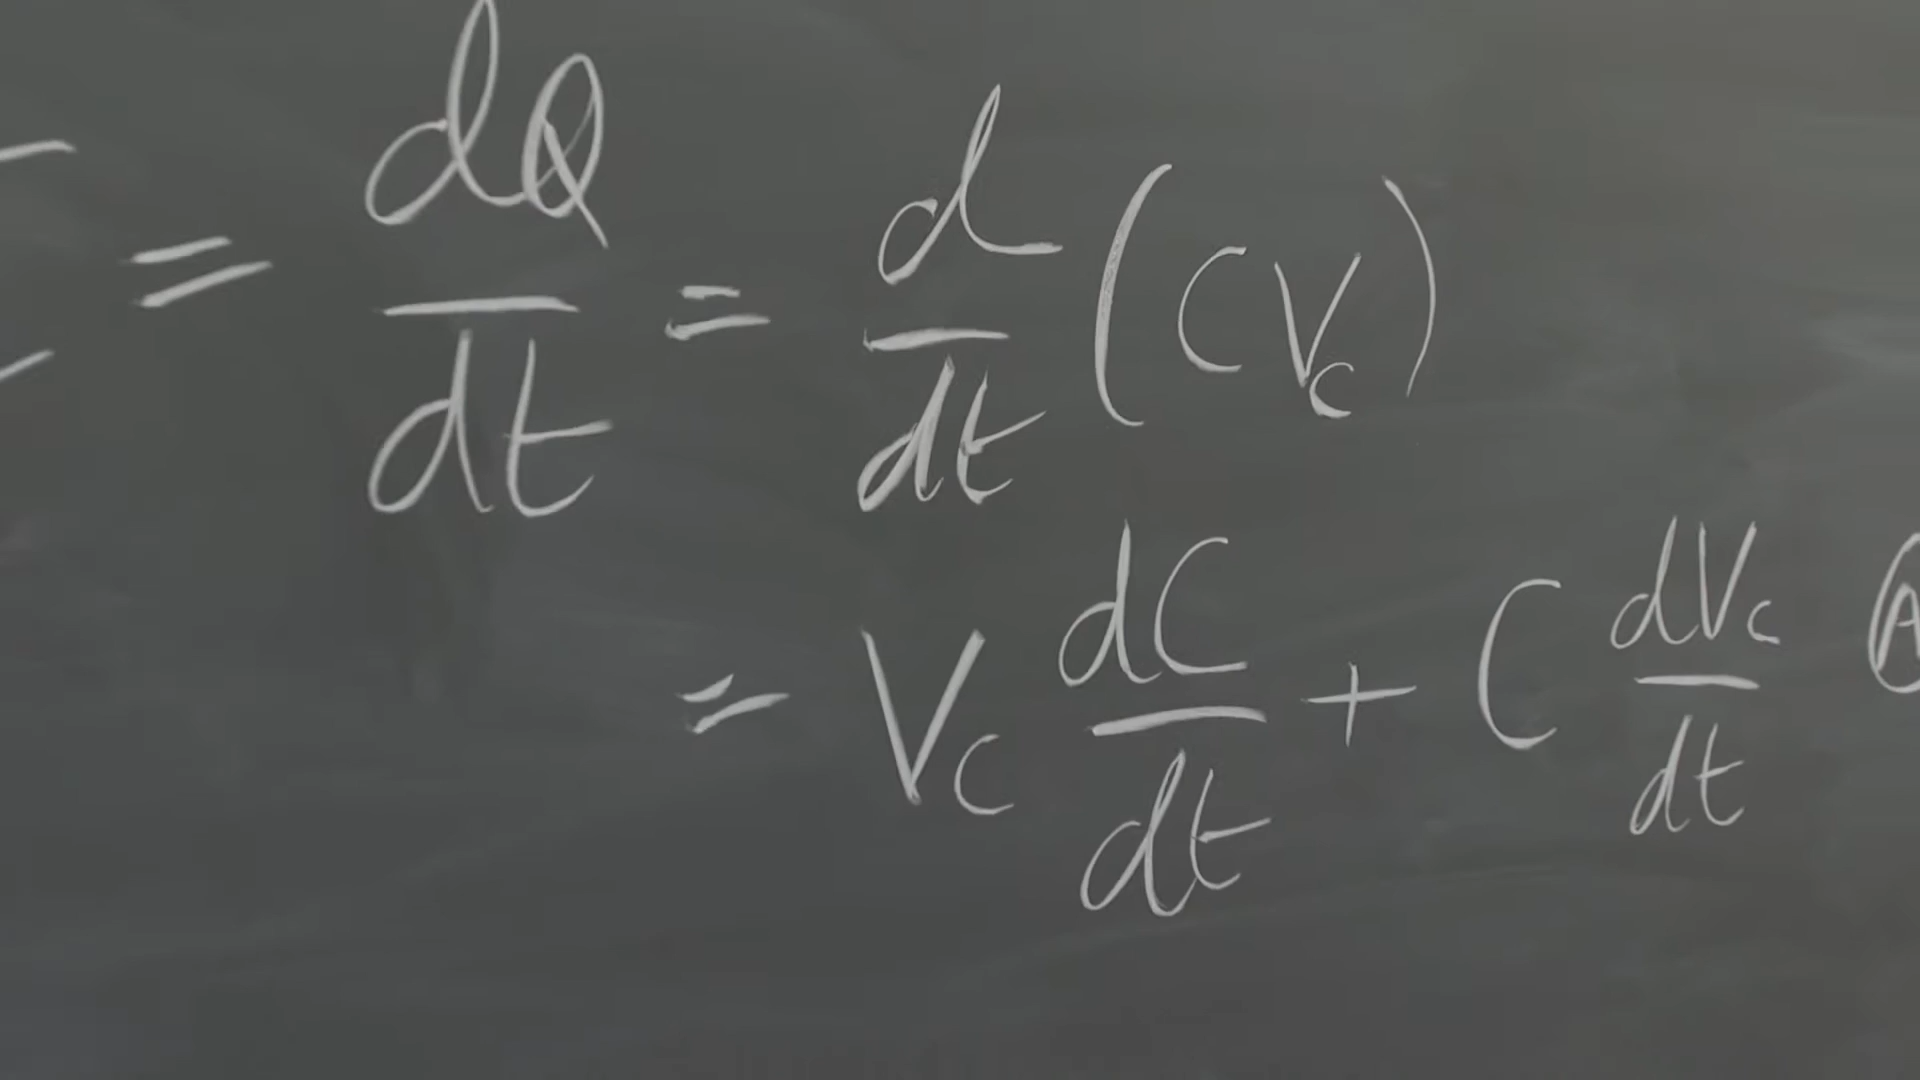 = dQ/dt = d/dt (CVc)
= Vc dC/dt + C dVc/dt Ⓐ